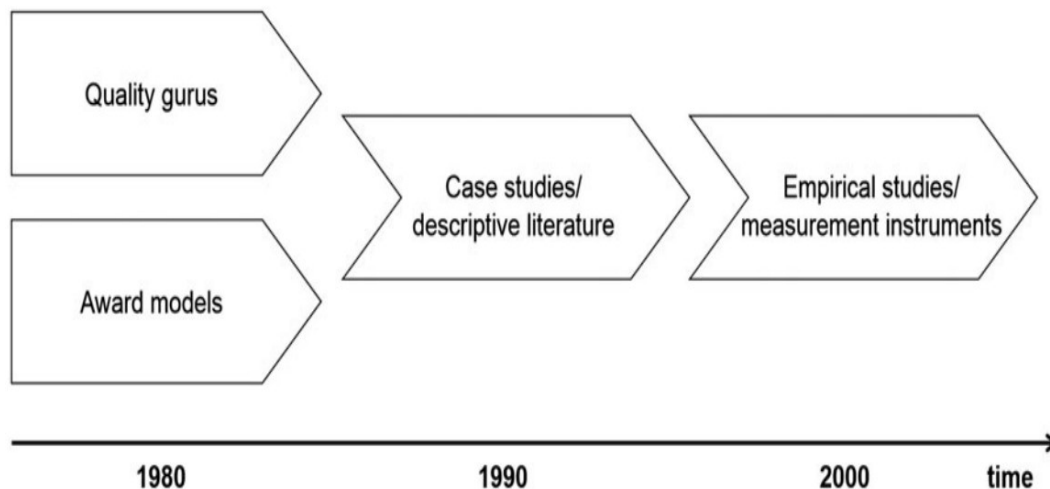 Quality gurus
Case studies/
descriptive literature
Empirical studies/
measurement instruments
Award models
1980
1990
2000
time